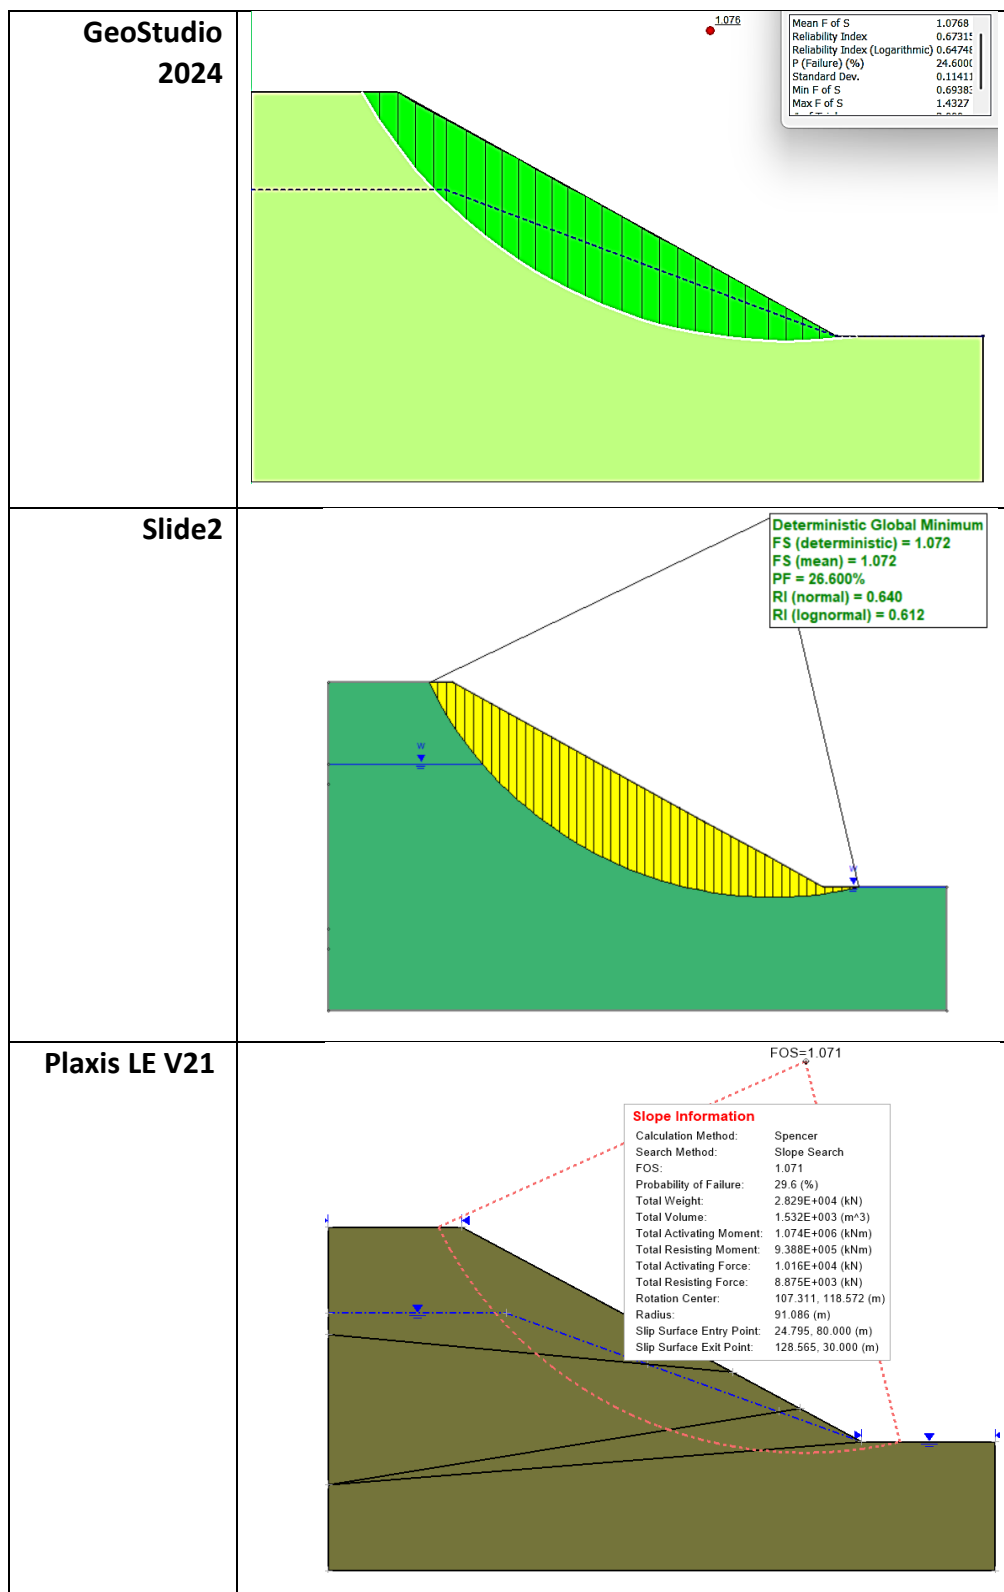 GeoStudio
2024
1.076
Mean F of S 1.0768
Reliability Index 0.67315
Reliability Index (Logarithmic) 0.64748
P (Failure) (%) 24.6000
Standard Dev. 0.11411
Min F of S 0.69383
Max F of S 1.4327
Slide2
Deterministic Global Minimum
FS (deterministic) = 1.072
FS (mean) = 1.072
PF = 26.600%
RI (normal) = 0.640
RI (lognormal) = 0.612
W
W
Plaxis LE V21
FOS=1.071
Slope Information
Calculation Method: Spencer
Search Method: Slope Search
FOS: 1.071
Probability of Failure: 29.6 (%)
Total Weight: 2.829E+004 (kN)
Total Volume: 1.532E+003 (m^3)
Total Activating Moment: 1.074E+006 (kNm)
Total Resisting Moment: 9.388E+005 (kNm)
Total Activating Force: 1.016E+004 (kN)
Total Resisting Force: 8.875E+003 (kN)
Rotation Center: 107.311, 118.572 (m)
Radius: 91.086 (m)
Slip Surface Entry Point: 24.795, 80.000 (m)
Slip Surface Exit Point: 128.565, 30.000 (m)